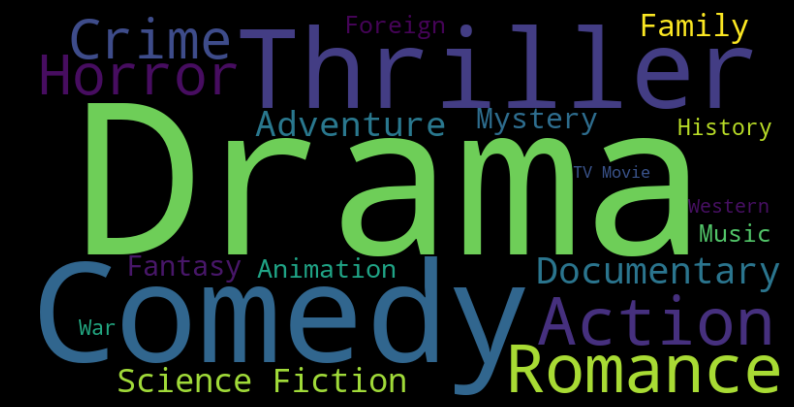 Crime
Thriller
Foreign
Family
Horror
Adventure
Mystery
History
Drama
TV Movie
Western
Music
Fantasy
Animation
Documentary
Comedy
War
Action
Science Fiction
Romance